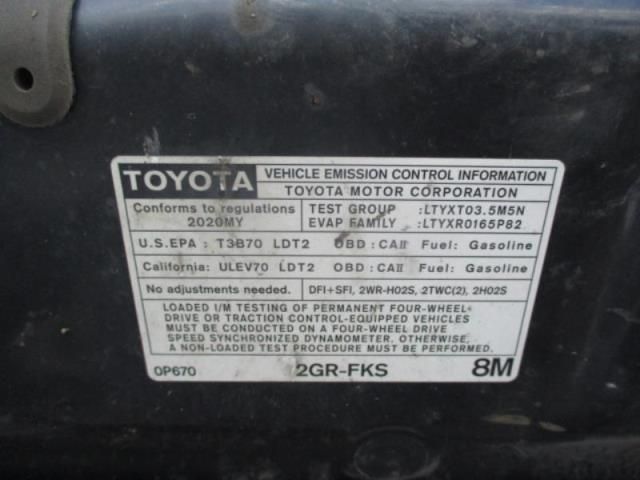 TOYOTA VEHICLE EMISSION CONTROL INFORMATION
TOYOTA MOTOR CORPORATION
Conforms to regulations
2020MY
TEST GROUP :LTYXT03.5M5N
EVAP FAMILY :LTYXR0165P82
U.S.EPA : T3B70 LDT2 OBD:CAII Fuel: Gasoline
California: ULEV70 LDT2 OBD:CAII Fuel: Gasoline
No adjustments needed. DFI+SFI, 2WR-HO2S, 2TWC(2), 2HO2S
LOADED I/M TESTING OF PERMANENT FOUR-WHEEL
DRIVE OR TRACTION CONTROL-EQUIPPED VEHICLES
MUST BE CONDUCTED ON A FOUR-WHEEL DRIVE
SPEED SYNCHRONIZED DYNAMOMETER. OTHERWISE,
A NON-LOADED TEST PROCEDURE MUST BE PERFORMED.
0P670 2GR-FKS 8M